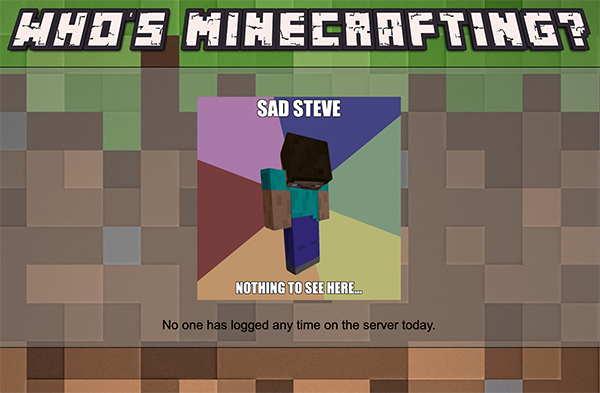 WHO'S MINECRAFTING?
SAD STEVE
NOTHING TO SEE HERE...
No one has logged any time on the server today.